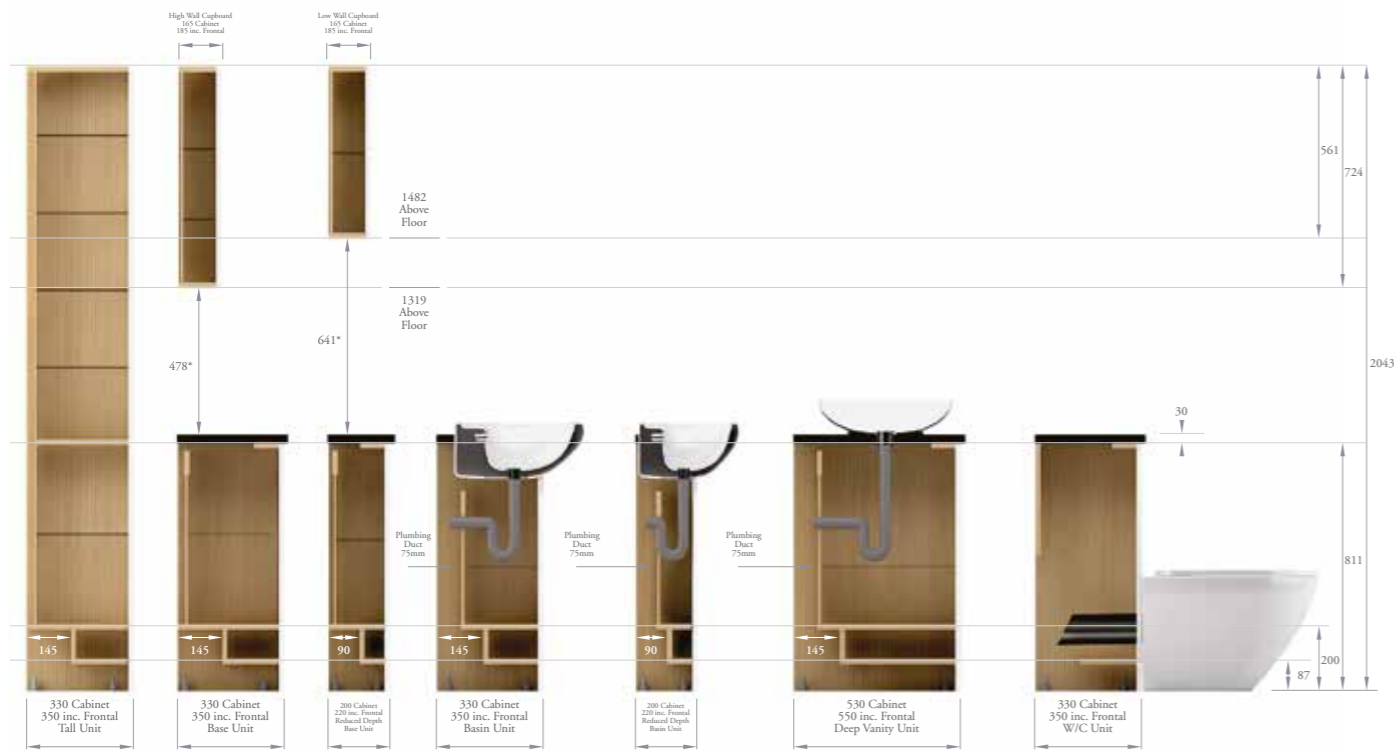 High Wall Cupboard
165 Cabinet
185 inc. Frontal
Low Wall Cupboard
165 Cabinet
185 inc. Frontal
561
724
1482
Above
Floor
1319
Above
Floor
478*
641*
2043
30
Plumbing
Duct
75mm
Plumbing
Duct
75mm
Plumbing
Duct
75mm
811
145
145
90
145
90
145
200
87
330 Cabinet
350 inc. Frontal
Tall Unit
330 Cabinet
350 inc. Frontal
Base Unit
200 Cabinet
220 inc. Frontal
Reduced Depth
Base Unit
330 Cabinet
350 inc. Frontal
Basin Unit
200 Cabinet
220 inc. Frontal
Reduced Depth
Basin Unit
530 Cabinet
550 inc. Frontal
Deep Vanity Unit
330 Cabinet
350 inc. Frontal
W/C Unit